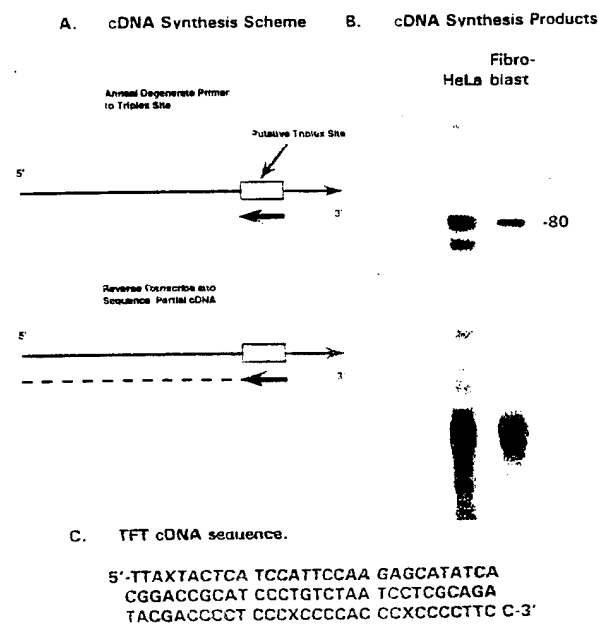 A. cDNA Synthesis Scheme
B. cDNA Synthesis Products
Fibro-
HeLa blast
Anneal Degenerate Primer
to Triplex Site
Putative Triplex Site
5'
3'
-80
Reverse Transcribe and
Sequence Partial cDNA
5'
3'
C. TFT cDNA sequence.
5'-TTAXTACTCA TCCATTCCAA GAGCATATCA
CGGACCGCAT CCCTGTCTAA TCCTCGCAGA
TACGACCCCT CCCXCCCCAC CCXCCCCTTC C-3'